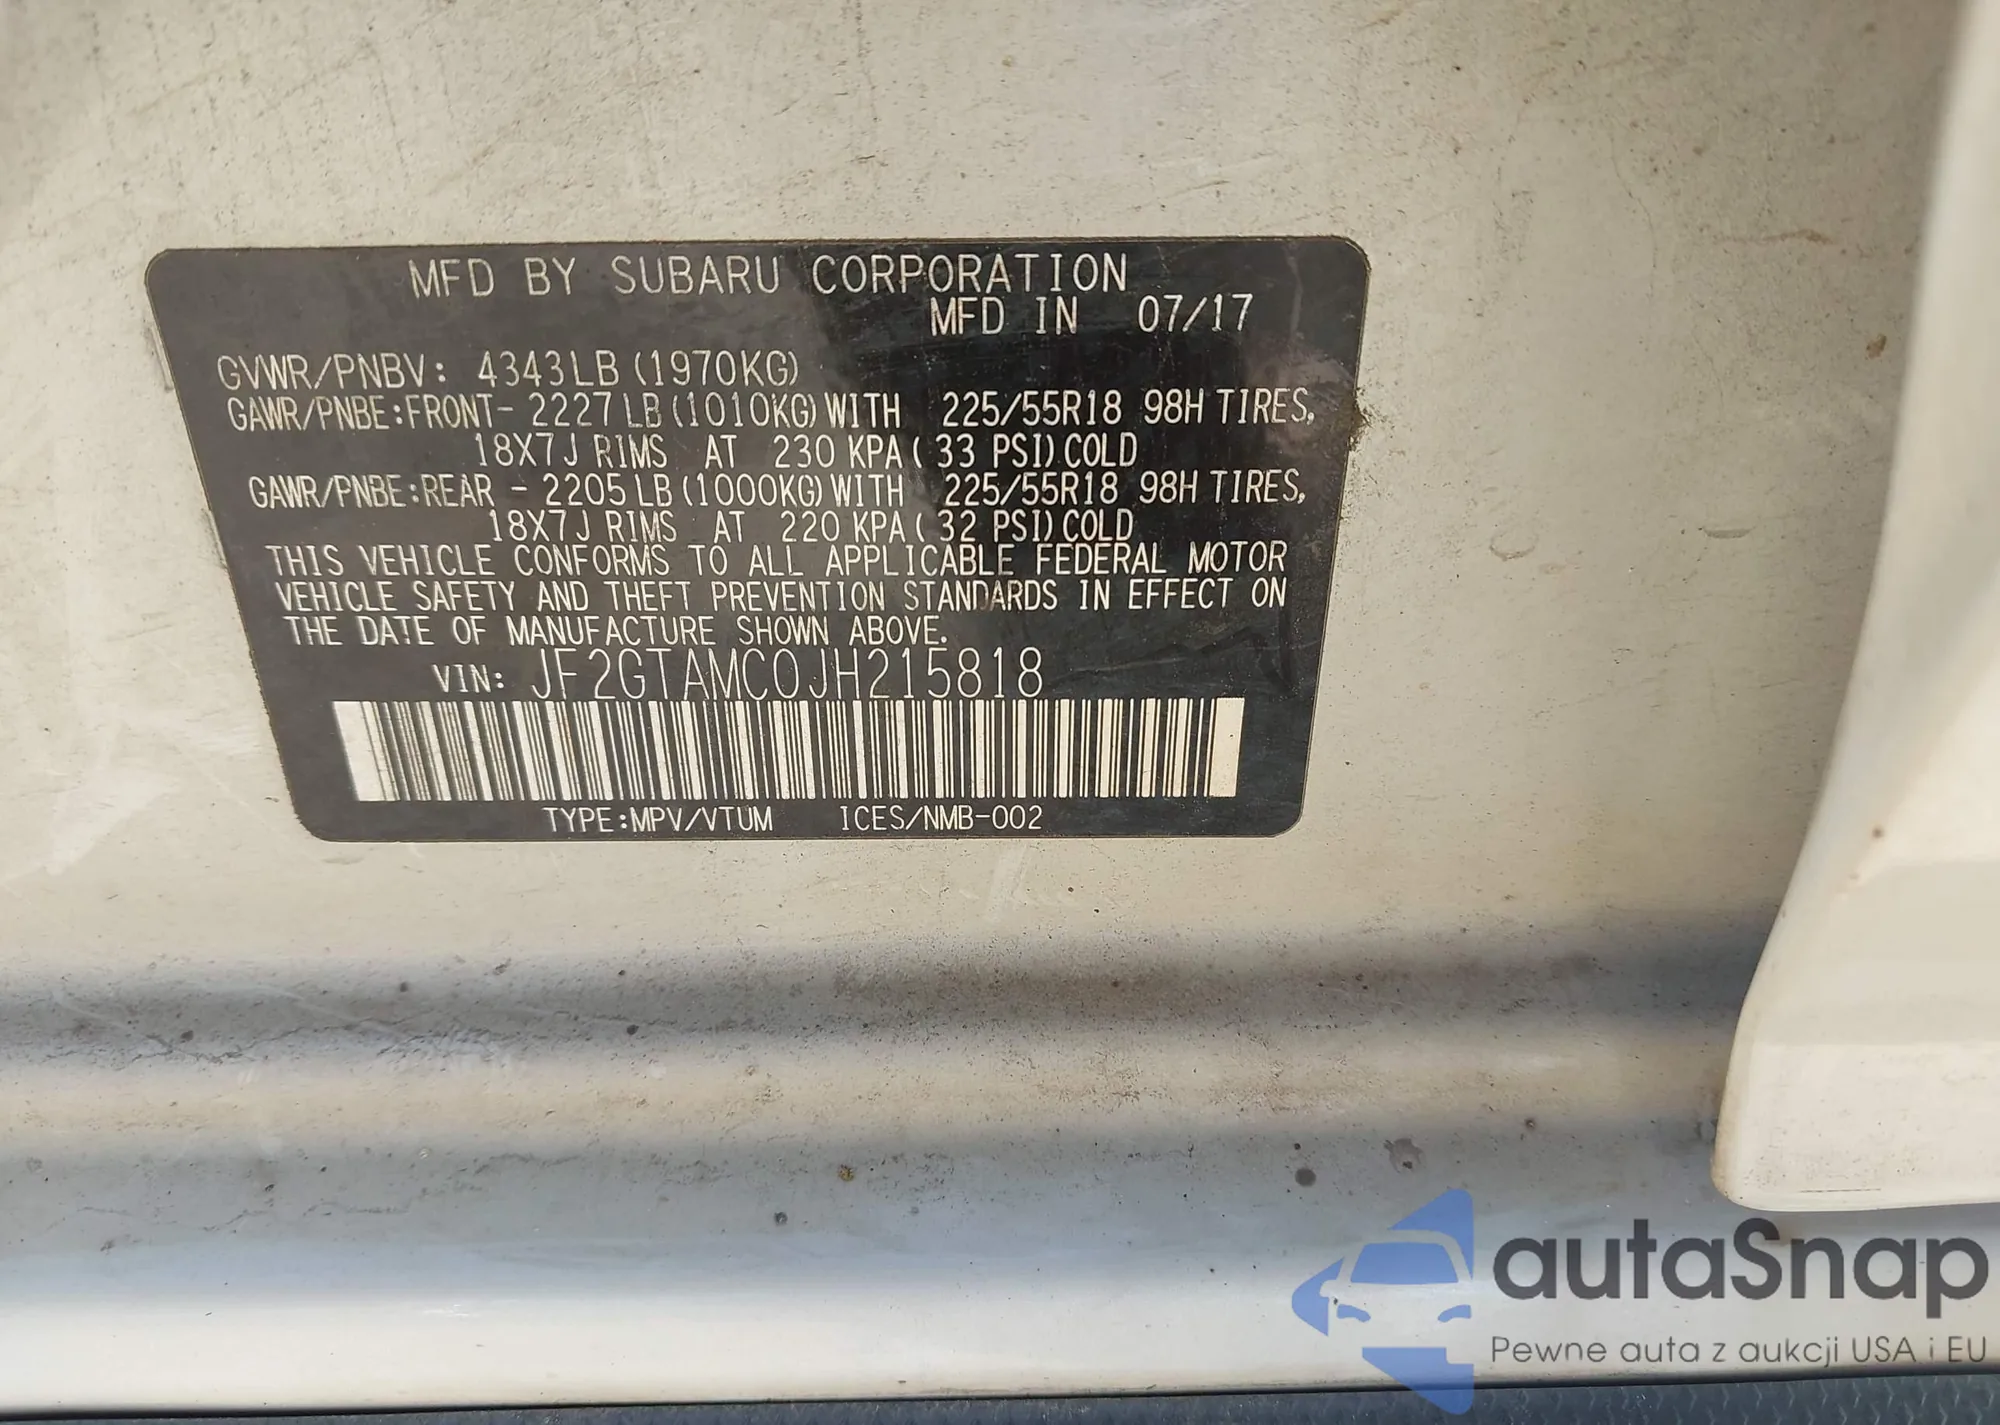 MFD BY SUBARU CORPORATION
MFD IN 07/17
GVWR/PNBV: 4343LB(1970KG)
GAWR/PNBE:FRONT- 2227LB(1010KG)WITH 225/55R18 98H TIRES,
18X7J RIMS AT 230 KPA( 33 PSI)COLD
GAWR/PNBE:REAR - 2205LB(1000KG)WITH 225/55R18 98H TIRES,
18X7J RIMS AT 220 KPA( 32 PSI)COLD
THIS VEHICLE CONFORMS TO ALL APPLICABLE FEDERAL MOTOR
VEHICLE SAFETY AND THEFT PREVENTION STANDARDS IN EFFECT ON
THE DATE OF MANUFACTURE SHOWN ABOVE.
VIN: JF2GTAMC0JH215818
TYPE:MPV/VTUM ICES/NMB-002
autaSnap
Pewne auta z aukcji USA i EU